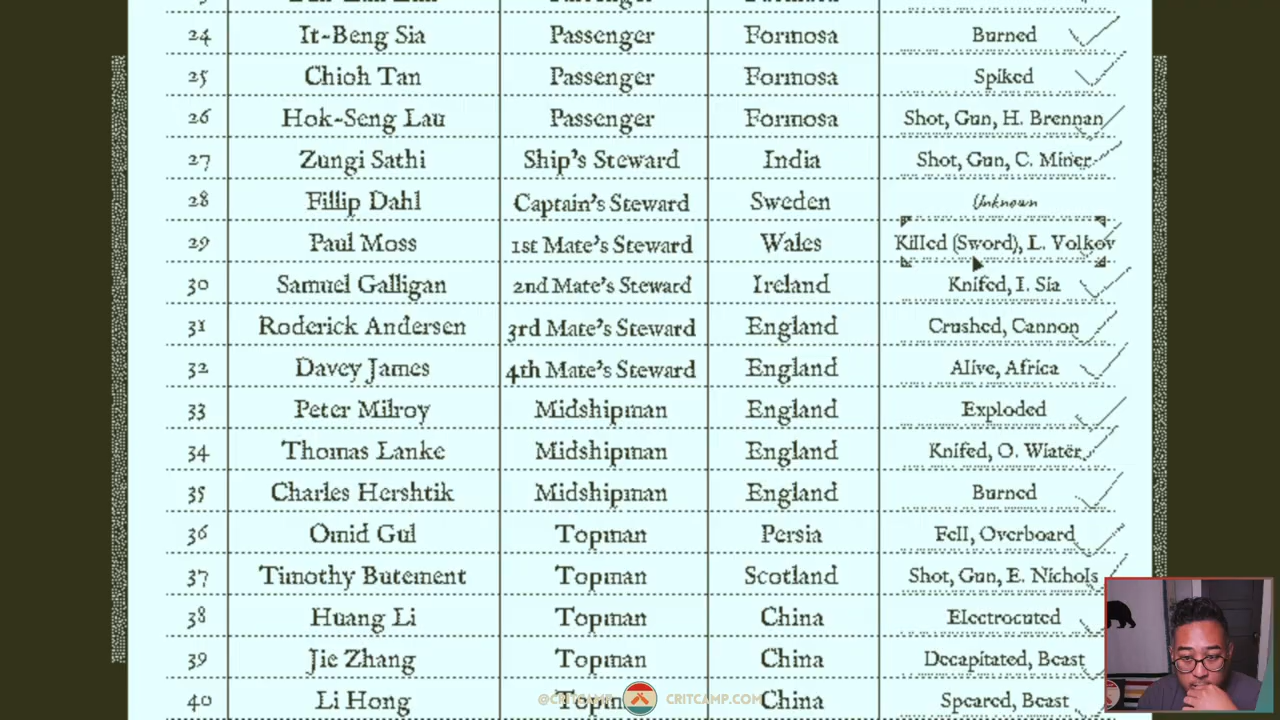 24 It-Beng Sia Passenger Formosa Burned
25 Chioh Tan Passenger Formosa Spiked
26 Hok-Seng Lau Passenger Formosa Shot, Gun, H. Brennan
27 Zungi Sathi Ship's Steward India Shot, Gun, C. Miner
28 Fillip Dahl Captain's Steward Sweden Unknown
29 Paul Moss 1st Mate's Steward Wales Killed (Sword), L. Volkov
30 Samuel Galligan 2nd Mate's Steward Ireland Knifed, I. Sia
31 Roderick Andersen 3rd Mate's Steward England Crushed, Cannon
32 Davey James 4th Mate's Steward England Alive, Africa
33 Peter Milroy Midshipman England Exploded
34 Thomas Lanke Midshipman England Knifed, O. Wiater
35 Charles Hershtik Midshipman England Burned
36 Omid Gul Topman Persia Fell, Overboard
37 Timothy Butement Topman Scotland Shot, Gun, E. Nichols
38 Huang Li Topman China Electrocuted
39 Jie Zhang Topman China Decapitated, Beast
40 Li Hong China Speared, Beast
@CRITCAMP CRITCAMP.COM